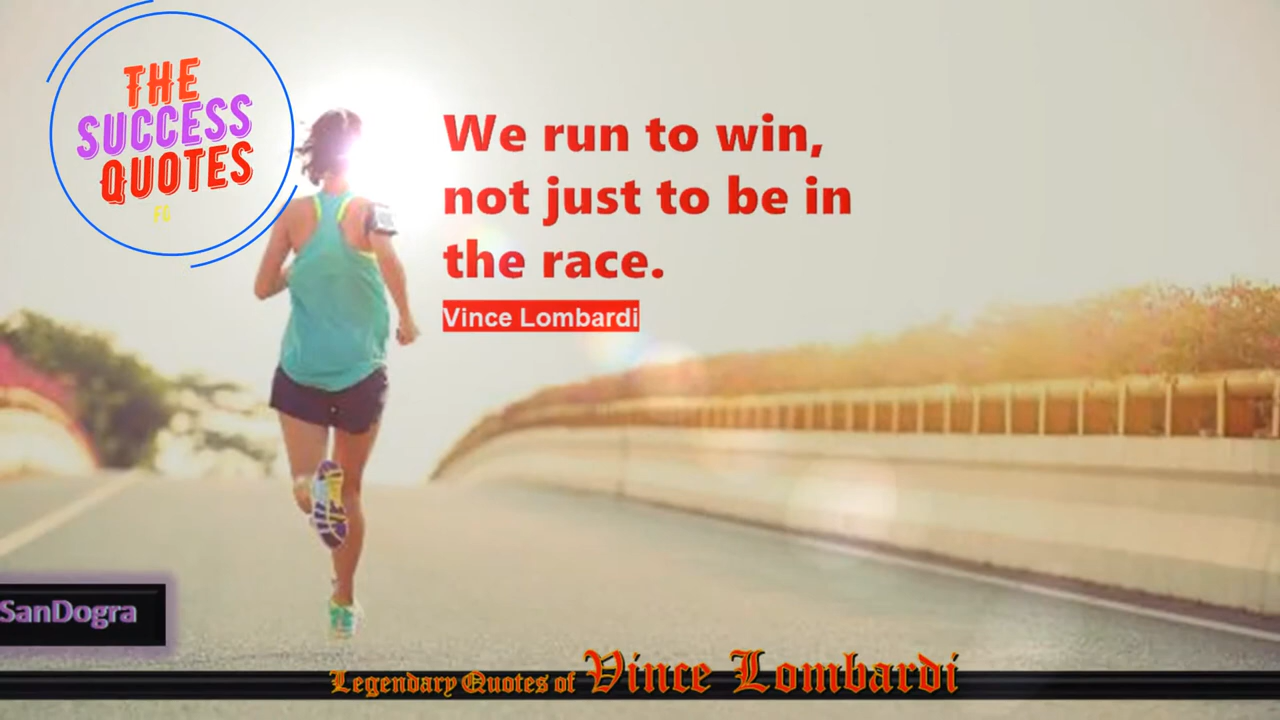 THE
SUCCESS
QUOTES
FG
We run to win,
not just to be in
the race.
Vince Lombardi
SanDogra
Legendary Quotes of Vince Lombardi